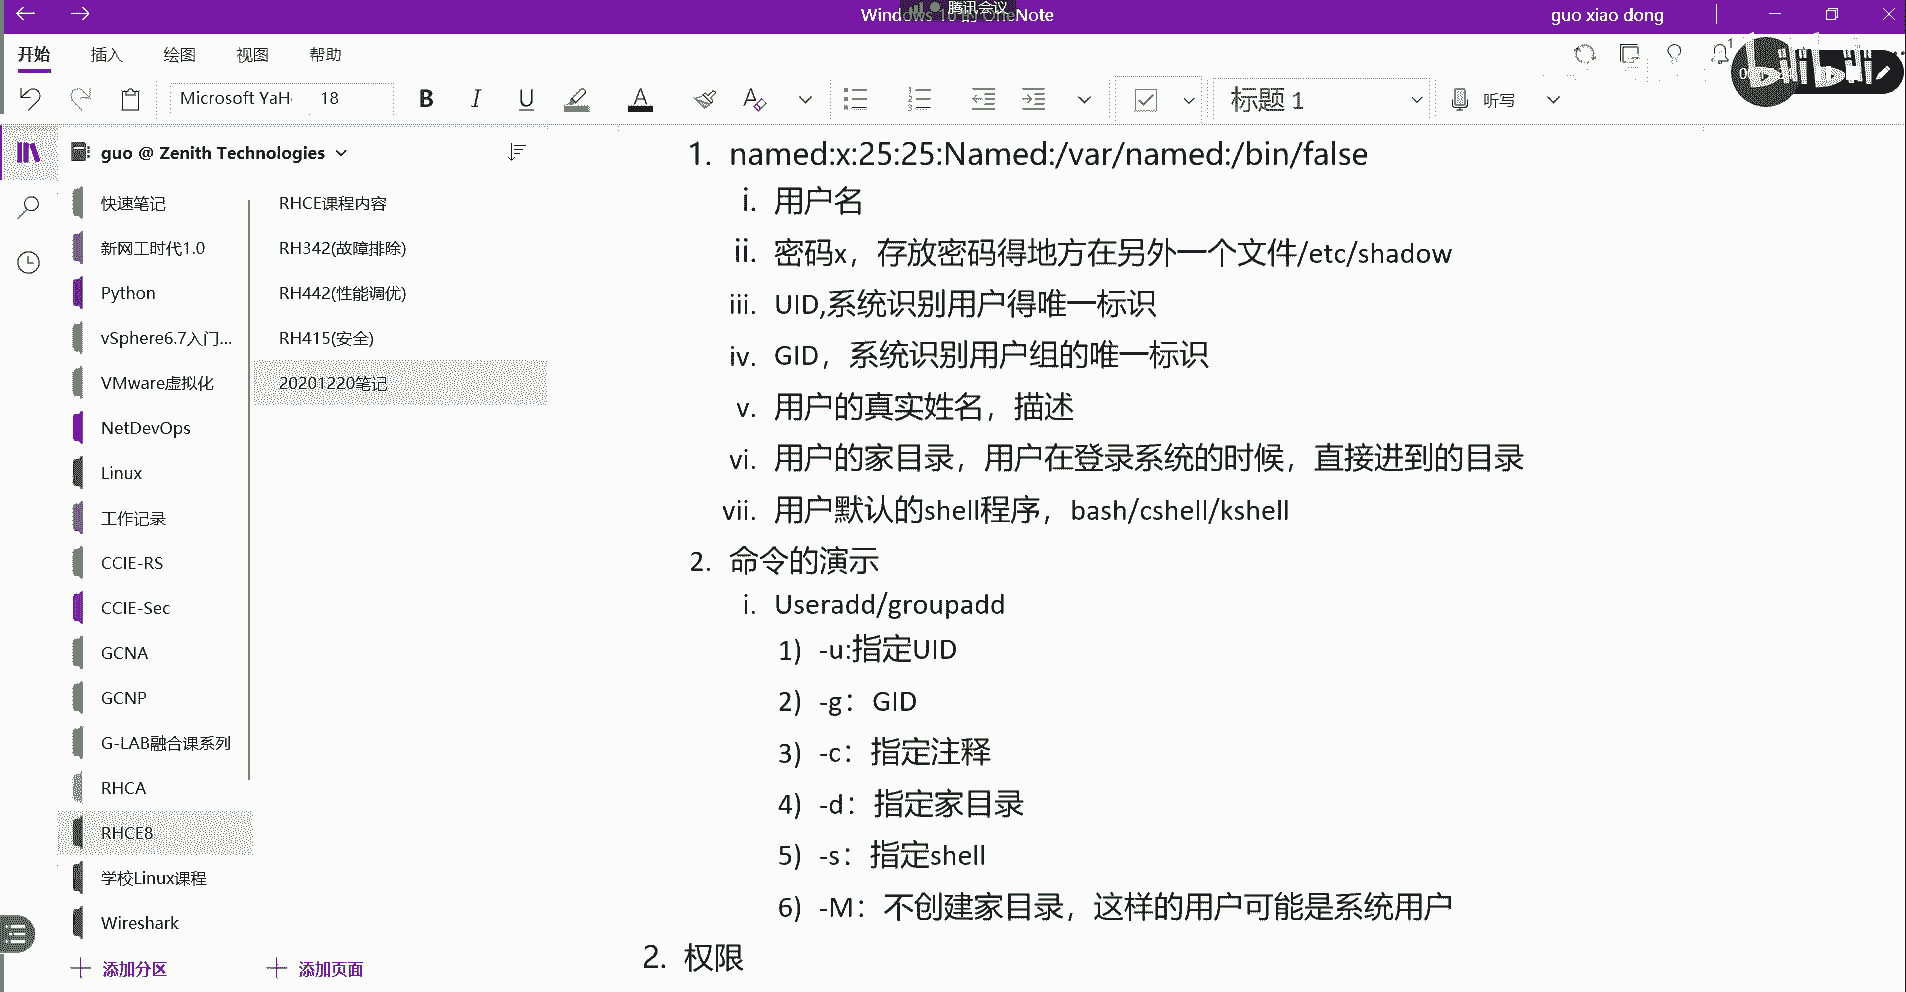 Windows 10 的 OneNote
腾讯会议
guo xiao dong
开始 插入 绘图 视图 帮助
Microsoft YaH 18 B I U A 标题 1 听写
bilibili
guo @ Zenith Technologies
快速笔记
新网工时代1.0
Python
vSphere6.7入门...
VMware虚拟化
NetDevOps
Linux
工作记录
CCIE-RS
CCIE-Sec
GCNA
GCNP
G-LAB融合课系列
RHCA
RHCE8
学校Linux课程
Wireshark
添加分区
RHCE课程内容
RH342(故障排除)
RH442(性能调优)
RH415(安全)
20201220笔记
添加页面
1. named:x:25:25:Named:/var/named:/bin/false
i. 用户名
ii. 密码x，存放密码得地方在另外一个文件/etc/shadow
iii. UID,系统识别用户得唯一标识
iv. GID，系统识别用户组的唯一标识
v. 用户的真实姓名，描述
vi. 用户的家目录，用户在登录系统的时候，直接进到的目录
vii. 用户默认的shell程序，bash/cshell/kshell
2. 命令的演示
i. Useradd/groupadd
1) -u:指定UID
2) -g：GID
3) -c：指定注释
4) -d：指定家目录
5) -s：指定shell
6) -M：不创建家目录，这样的用户可能是系统用户
2. 权限